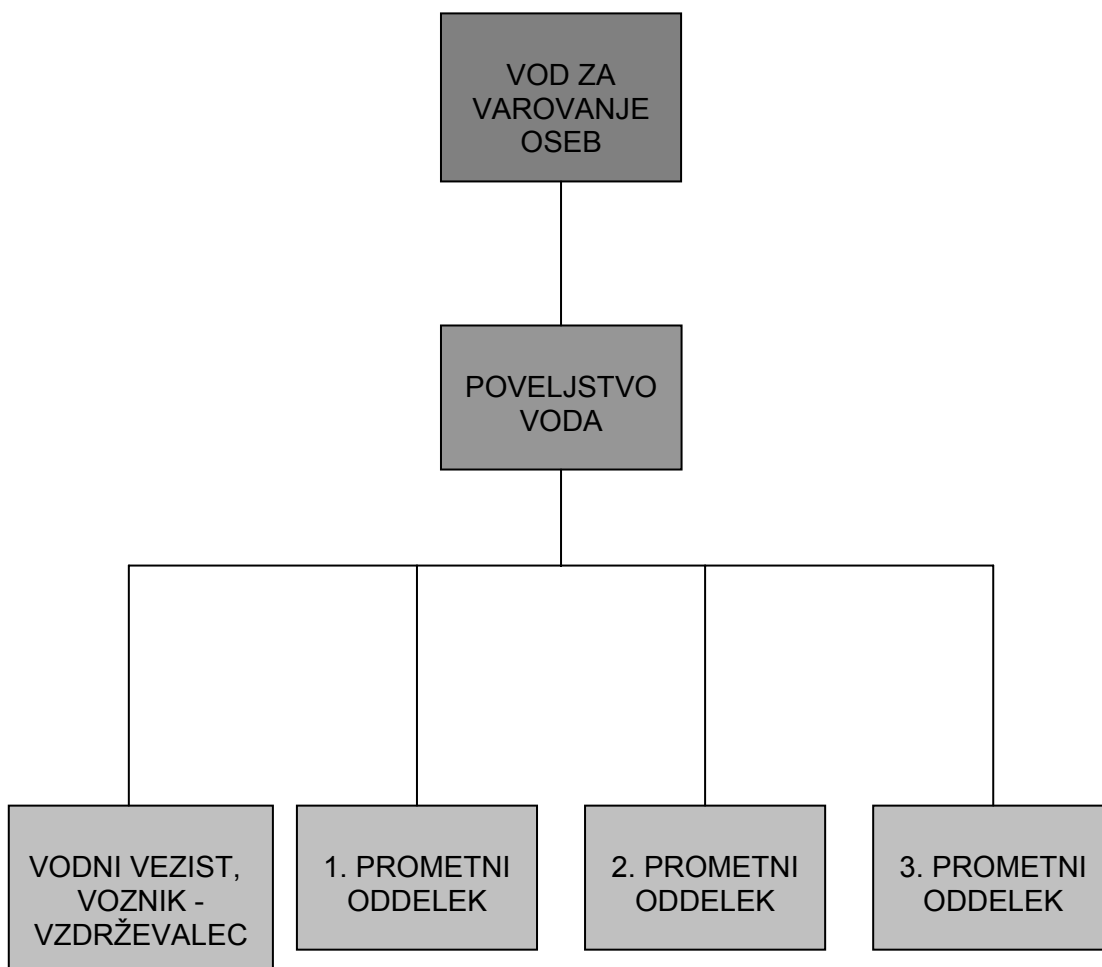 VOD ZA
VAROVANJE
OSEB
POVELJSTVO
VODA
VODNI VEZIST,
VOZNIK -
VZDRŽEVALEC
1. PROMETNI
ODDELEK
2. PROMETNI
ODDELEK
3. PROMETNI
ODDELEK